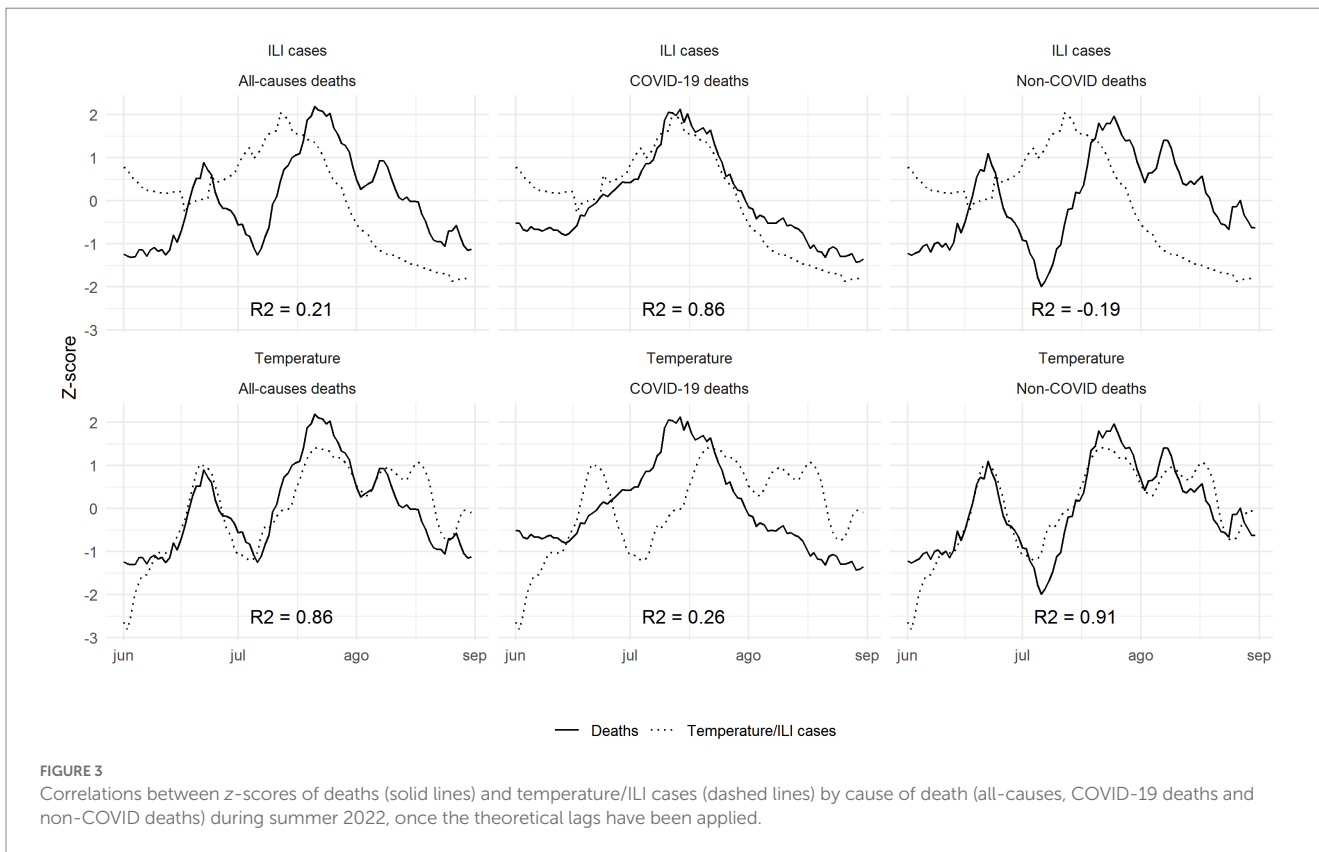 ILI cases ILI cases ILI cases
All-causes deaths COVID-19 deaths Non-COVID deaths
2
1
0
-1
-2
-3
R2 = 0.21 R2 = 0.86 R2 = -0.19
Z-score
Temperature Temperature Temperature
All-causes deaths COVID-19 deaths Non-COVID deaths
2
1
0
-1
-2
-3
R2 = 0.86 R2 = 0.26 R2 = 0.91
jun jul ago sep jun jul ago sep jun jul ago sep
Deaths Temperature/ILI cases
FIGURE 3
Correlations between z-scores of deaths (solid lines) and temperature/ILI cases (dashed lines) by cause of death (all-causes, COVID-19 deaths and
non-COVID deaths) during summer 2022, once the theoretical lags have been applied.